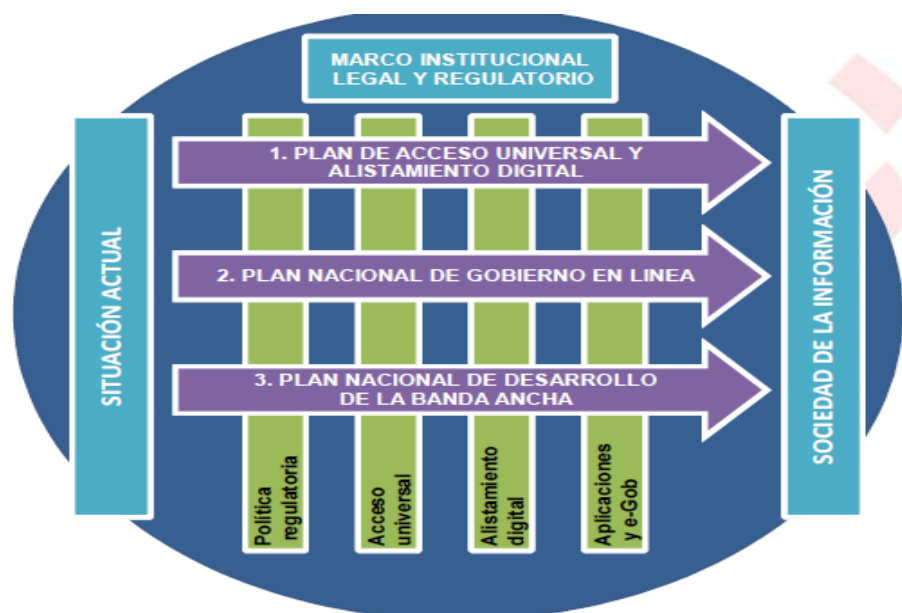 MARCO INSTITUCIONAL
LEGAL Y REGULATORIO
SITUACIÓN ACTUAL
1. PLAN DE ACCESO UNIVERSAL Y
ALISTAMIENTO DIGITAL
2. PLAN NACIONAL DE GOBIERNO EN LINEA
3. PLAN NACIONAL DE DESARROLLO
DE LA BANDA ANCHA
Política
regulatoria
Acceso
universal
Alistamiento
digital
Aplicaciones
y e-Gob
SOCIEDAD DE LA INFORMACIÓN